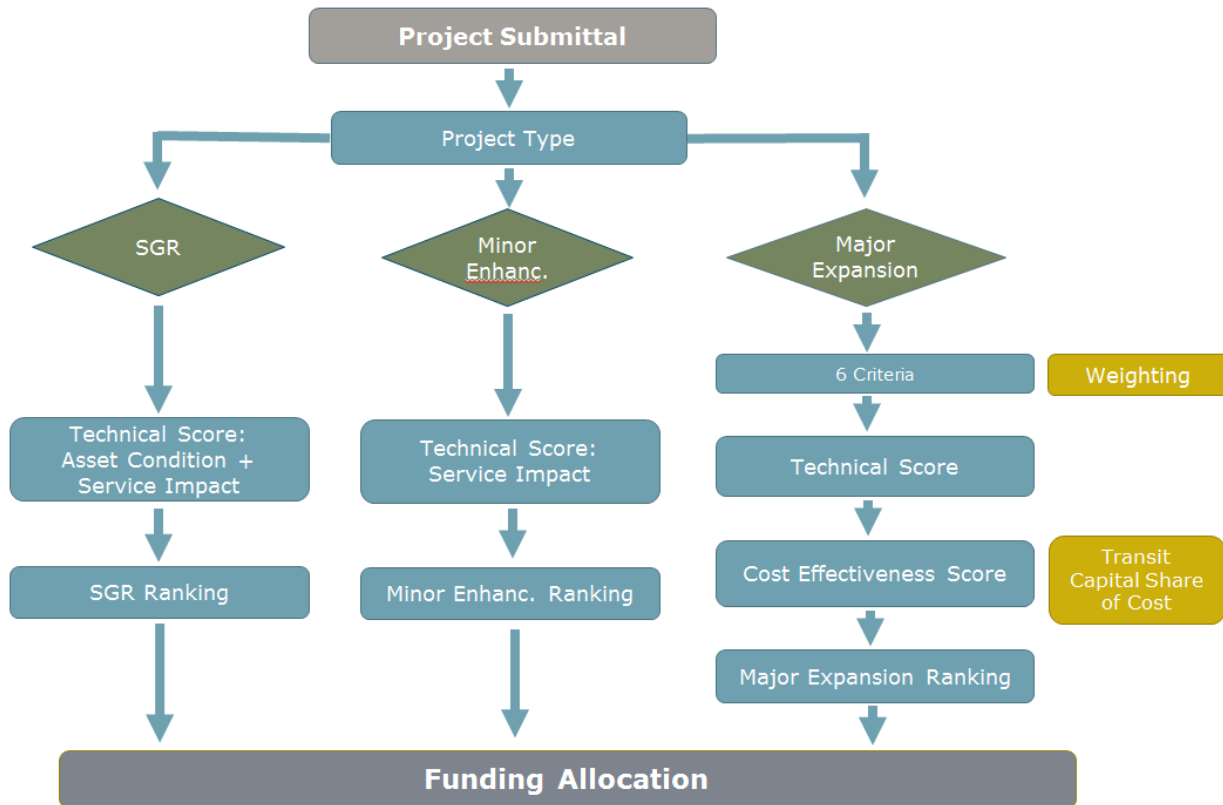 Project Submittal
Project Type
SGR
Minor
Enhanc.
Major
Expansion
6 Criteria
Weighting
Technical Score:
Asset Condition +
Service Impact
Technical Score:
Service Impact
Technical Score
Cost Effectiveness Score
Transit
Capital Share
of Cost
SGR Ranking
Minor Enhanc. Ranking
Major Expansion Ranking
Funding Allocation